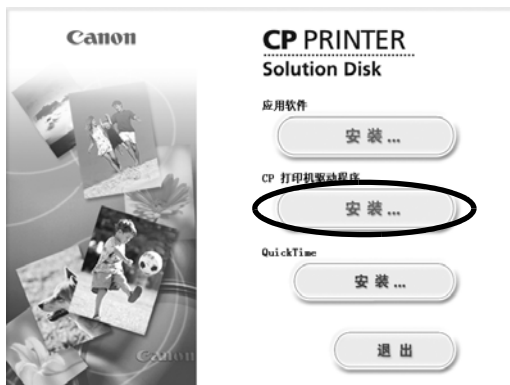 Canon
CP PRINTER
Solution Disk
应用软件
安 装...
CP 打印机驱动程序
安 装...
QuickTime
安 装...
退 出
Canon